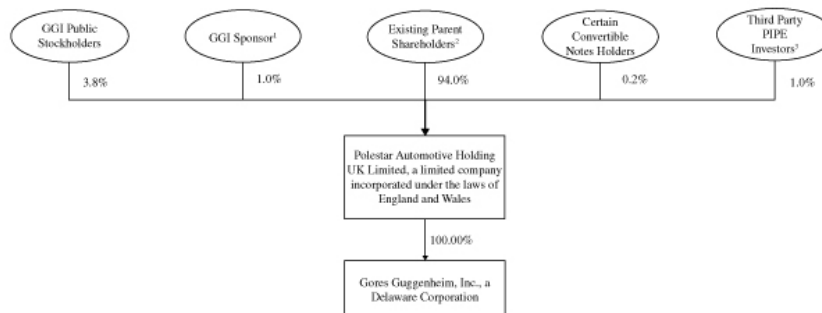 GGI Public
Stockholders
GGI Sponsor¹
Existing Parent
Shareholders²
Certain
Convertible
Notes Holders
Third Party
PIPE
Investors³
3.8%
1.0%
94.0%
0.2%
1.0%
Polestar Automotive Holding
UK Limited, a limited company
incorporated under the laws of
England and Wales
100.00%
Gores Guggenheim, Inc., a
Delaware Corporation